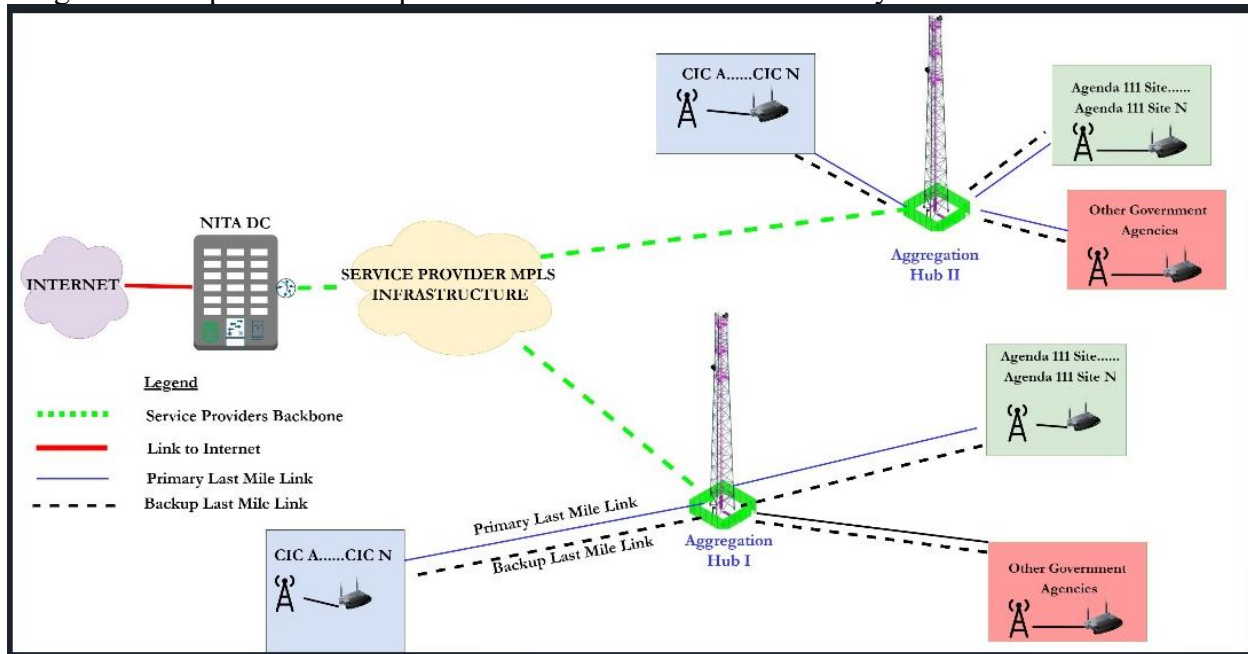 CIC A......CIC N
Agenda 111 Site......
Agenda 111 Site N
NITA DC
Other Government
Agencies
INTERNET
SERVICE PROVIDER MPLS
INFRASTRUCTURE
Aggregation
Hub II
Agenda 111 Site......
Agenda 111 Site N
Legend
Service Providers Backbone
Link to Internet
Primary Last Mile Link
Backup Last Mile Link
Primary Last Mile Link
Backup Last Mile Link
Aggregation
Hub I
CIC A......CIC N
Other Government
Agencies